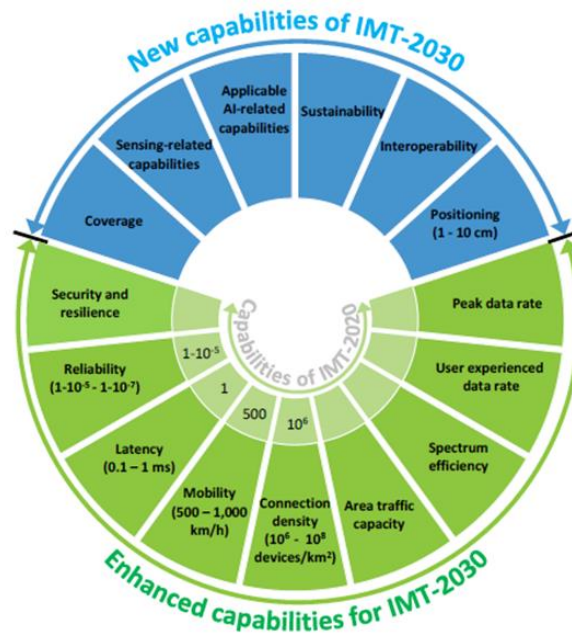 New capabilities of IMT-2030
Coverage
Sensing-related
capabilities
Applicable
AI-related
capabilities
Sustainability
Interoperability
Positioning
(1 - 10 cm)
Security and
resilience
Reliability
(1-10⁻⁵ - 1-10⁻⁷)
Latency
(0.1 – 1 ms)
Mobility
(500 – 1,000
km/h)
Connection
density
(10⁶ - 10⁸
devices/km²)
Area traffic
capacity
Spectrum
efficiency
User experienced
data rate
Peak data rate
Capabilities of IMT-2020
1-10⁻⁵
1
500
10⁶
Enhanced capabilities for IMT-2030